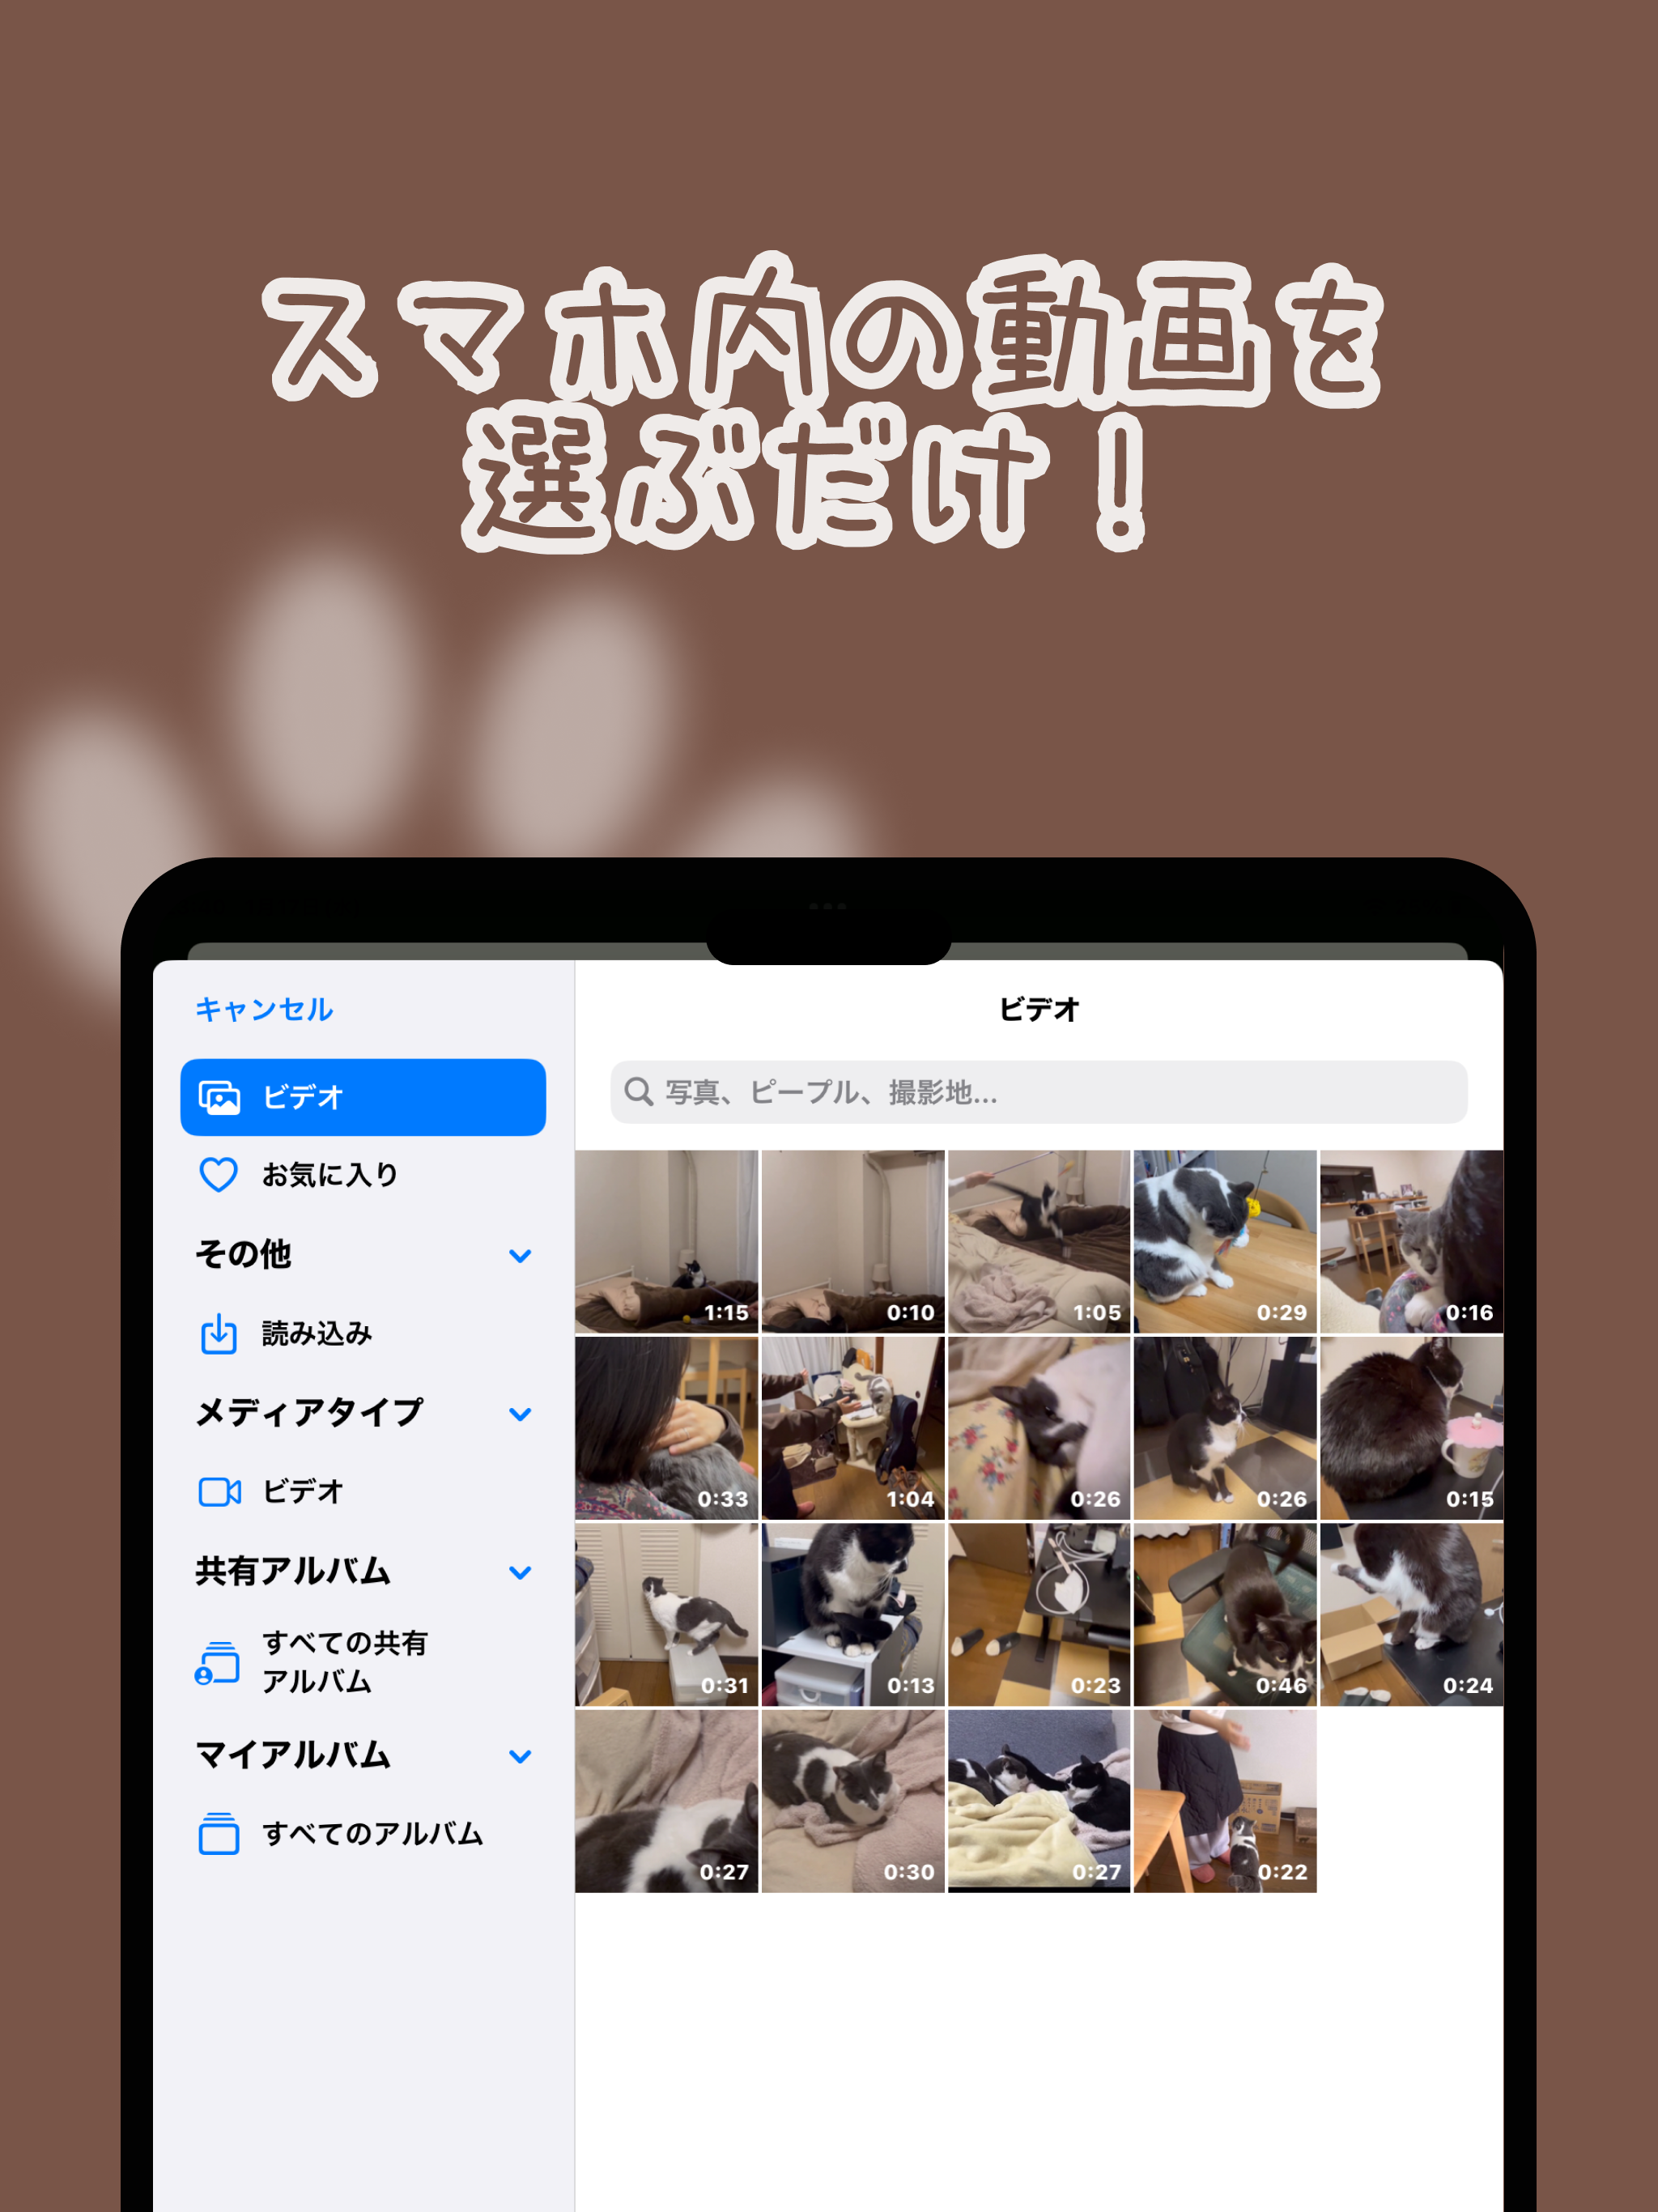 スマホ内の動画を
選ぶだけ！
キャンセル
ビデオ
お気に入り
その他
読み込み
メディアタイプ
ビデオ
共有アルバム
すべての共有
アルバム
マイアルバム
すべてのアルバム
ビデオ
写真、ピープル、撮影地...
1:15
0:10
1:05
0:29
0:16
0:33
1:04
0:26
0:26
0:15
0:31
0:13
0:23
0:46
0:24
0:27
0:30
0:27
0:22